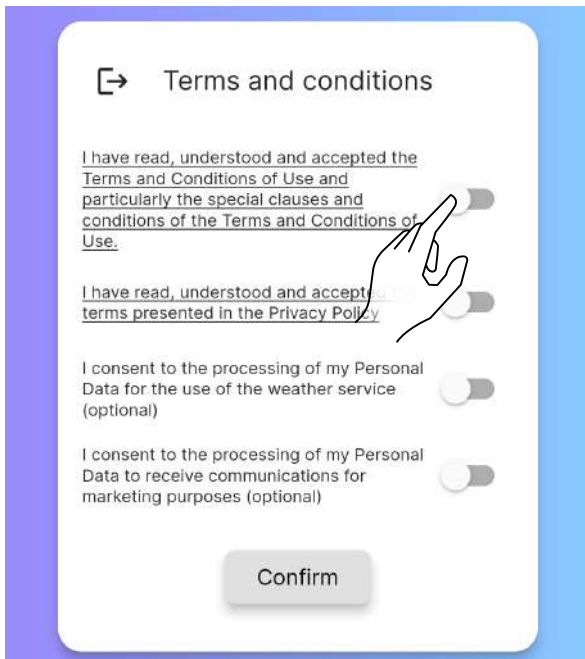 Terms and conditions
I have read, understood and accepted the
Terms and Conditions of Use and
particularly the special clauses and
conditions of the Terms and Conditions of
Use.
I have read, understood and accepted the
terms presented in the Privacy Policy
I consent to the processing of my Personal
Data for the use of the weather service
(optional)
I consent to the processing of my Personal
Data to receive communications for
marketing purposes (optional)
Confirm